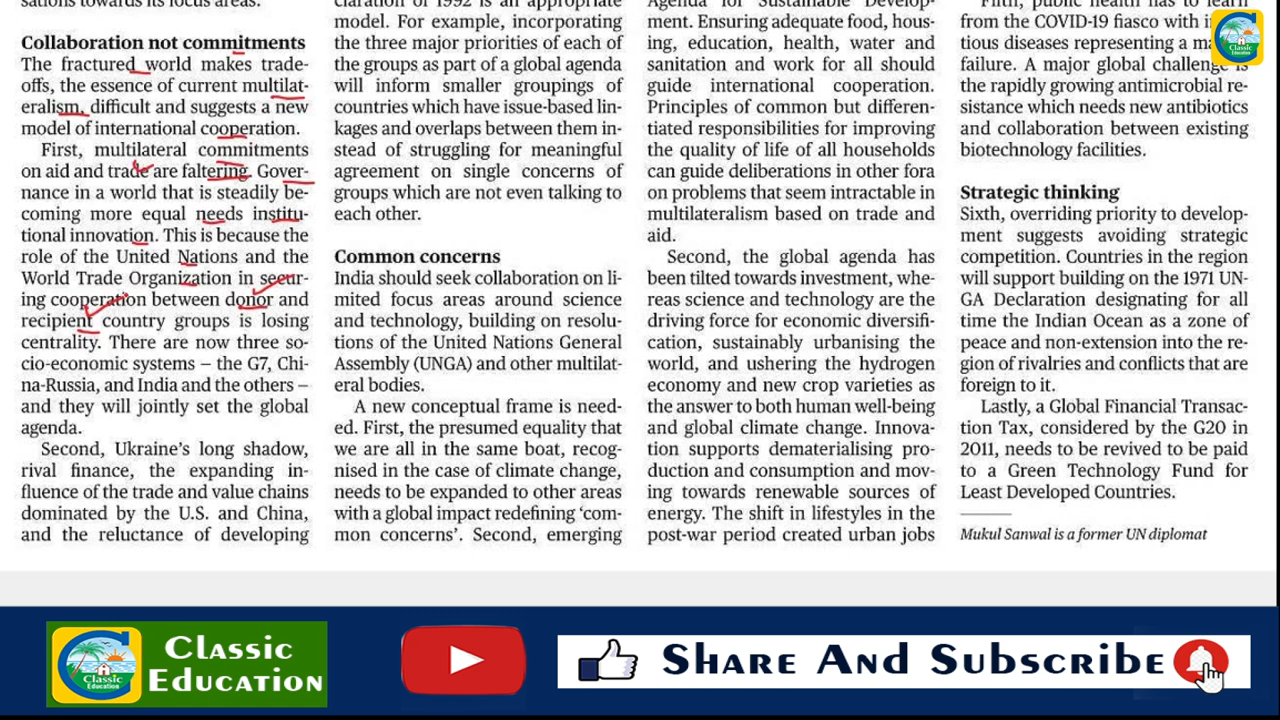 sations towards its focus areas.
Collaboration not commitments
The fractured world makes trade-
offs, the essence of current multilat-
eralism, difficult and suggests a new
model of international cooperation.
First, multilateral commitments
on aid and trade are faltering. Gover-
nance in a world that is steadily be-
coming more equal needs institu-
tional innovation. This is because the
role of the United Nations and the
World Trade Organization in secur-
ing cooperation between donor and
recipient country groups is losing
centrality. There are now three so-
cio-economic systems – the G7, Chi-
na-Russia, and India and the others –
and they will jointly set the global
agenda.
Second, Ukraine's long shadow,
rival finance, the expanding in-
fluence of the trade and value chains
dominated by the U.S. and China,
and the reluctance of developing
claration of 1992 is an appropriate
model. For example, incorporating
the three major priorities of each of
the groups as part of a global agenda
will inform smaller groupings of
countries which have issue-based lin-
kages and overlaps between them in-
stead of struggling for meaningful
agreement on single concerns of
groups which are not even talking to
each other.
Common concerns
India should seek collaboration on li-
mited focus areas around science
and technology, building on resolu-
tions of the United Nations General
Assembly (UNGA) and other multilat-
eral bodies.
A new conceptual frame is need-
ed. First, the presumed equality that
we are all in the same boat, recog-
nised in the case of climate change,
needs to be expanded to other areas
with a global impact redefining 'com-
mon concerns'. Second, emerging
Agenda for Sustainable Develop-
ment. Ensuring adequate food, hous-
ing, education, health, water and
sanitation and work for all should
guide international cooperation.
Principles of common but differen-
tiated responsibilities for improving
the quality of life of all households
can guide deliberations in other fora
on problems that seem intractable in
multilateralism based on trade and
aid.
Second, the global agenda has
been tilted towards investment, whe-
reas science and technology are the
driving force for economic diversifi-
cation, sustainably urbanising the
world, and ushering the hydrogen
economy and new crop varieties as
the answer to both human well-being
and global climate change. Innova-
tion supports dematerialising pro-
duction and consumption and mov-
ing towards renewable sources of
energy. The shift in lifestyles in the
post-war period created urban jobs
Fifth, public health has to learn
from the COVID-19 fiasco with
tions diseases representing a
failure. A major global challenge is
the rapidly growing antimicrobial re-
sistance which needs new antibiotics
and collaboration between existing
biotechnology facilities.
Strategic thinking
Sixth, overriding priority to develop-
ment suggests avoiding strategic
competition. Countries in the region
will support building on the 1971 UN-
GA Declaration designating for all
time the Indian Ocean as a zone of
peace and non-extension into the re-
gion of rivalries and conflicts that are
foreign to it.
Lastly, a Global Financial Transac-
tion Tax, considered by the G20 in
2011, needs to be revived to be paid
to a Green Technology Fund for
Least Developed Countries.
Mukul Sanwal is a former UN diplomat
Classic
Education
Classic
Education
Classic
Education
Share And Subscribe